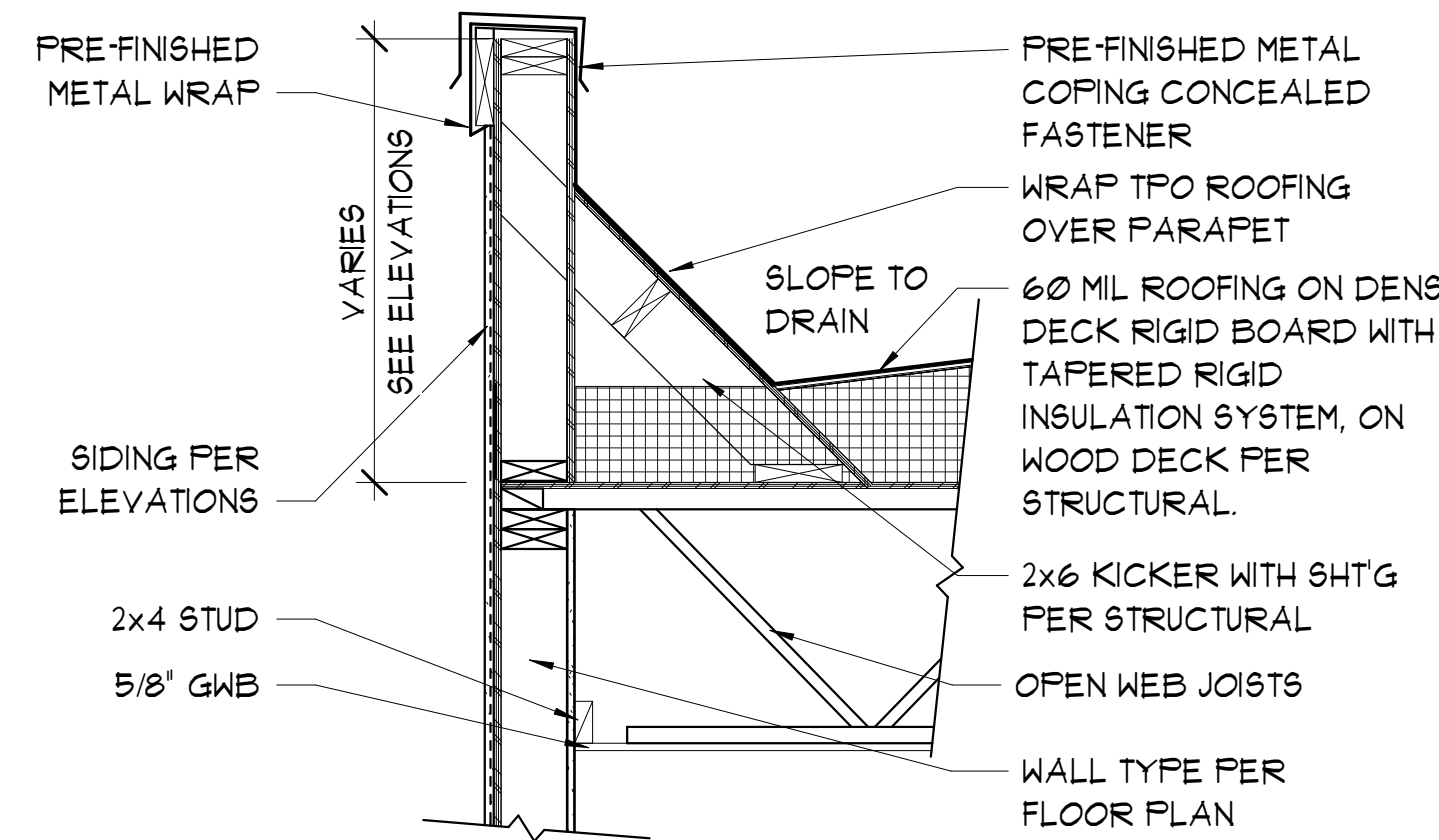 PRE-FINISHED
METAL WRAP
VARIES
SEE ELEVATIONS
SIDING PER
ELEVATIONS
2x4 STUD
5/8" GWB
SLOPE TO
DRAIN
PRE-FINISHED METAL
COPING CONCEALED
FASTENER
WRAP TPO ROOFING
OVER PARAPET
60 MIL ROOFING ON DENS
DECK RIGID BOARD WITH
TAPERED RIGID
INSULATION SYSTEM, ON
WOOD DECK PER
STRUCTURAL.
2x6 KICKER WITH SHT'G
PER STRUCTURAL
OPEN WEB JOISTS
WALL TYPE PER
FLOOR PLAN